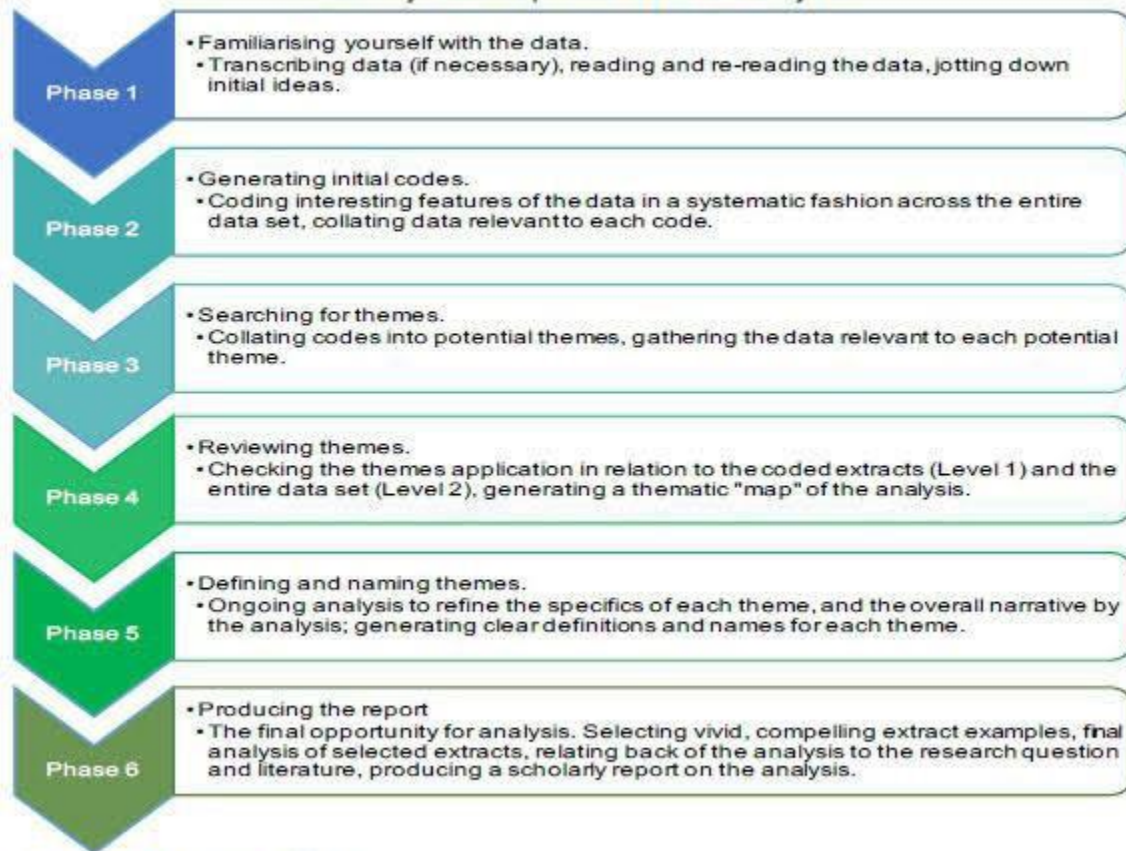 Phase 1
• Familiarising yourself with the data.
• Transcribing data (if necessary), reading and re-reading the data, jotting down
initial ideas.
Phase 2
• Generating initial codes.
• Coding interesting features of the data in a systematic fashion across the entire
data set, collating data relevant to each code.
Phase 3
• Searching for themes.
• Collating codes into potential themes, gathering the data relevant to each potential
theme.
Phase 4
• Reviewing themes.
• Checking the themes application in relation to the coded extracts (Level 1) and the
entire data set (Level 2), generating a thematic "map" of the analysis.
Phase 5
• Defining and naming themes.
• Ongoing analysis to refine the specifics of each theme, and the overall narrative by
the analysis; generating clear definitions and names for each theme.
Phase 6
• Producing the report
• The final opportunity for analysis. Selecting vivid, compelling extract examples, final
analysis of selected extracts, relating back of the analysis to the research question
and literature, producing a scholarly report on the analysis.